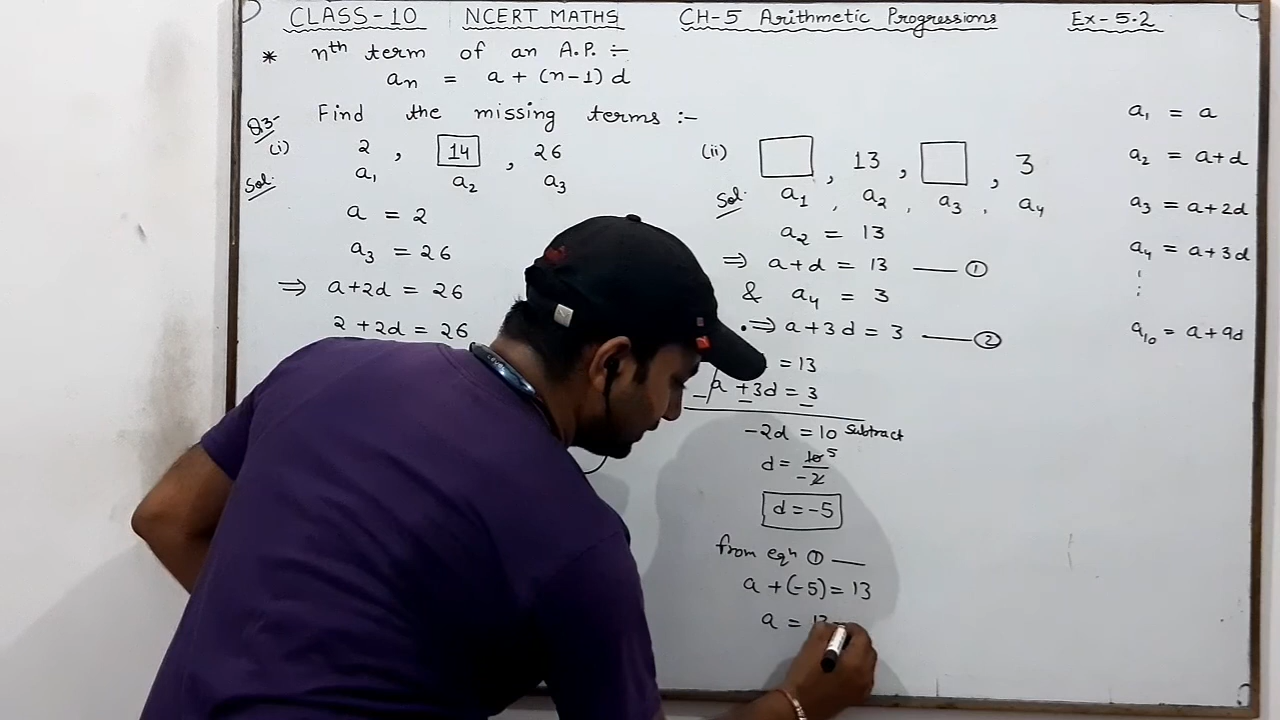 CLASS-10 NCERT MATHS CH-5 Arithmetic Progressions Ex-5.2
* nth term of an A.P. ÷
an = a + (n-1) d
Q3- Find the missing terms :-
(i) 2 , 14 , 26
a1 a2 a3
Sol:
a = 2
a3 = 26
⇒ a+2d = 26
2 + 2d = 26
(ii) , 13 , , 3
Sol: a1 , a2 , a3 , a4
a2 = 13
⇒ a+d = 13 —— ①
& a4 = 3
⇒ a+3d = 3 —— ②
= 13
a + 3d = 3
- - -
-2d = 10 Subtract
d = 10 5
-2
d = -5
from eqn ① —
a + (-5) = 13
a =
a1 = a
a2 = a+d
a3 = a+2d
a4 = a+3d
⋮
a10 = a+9d